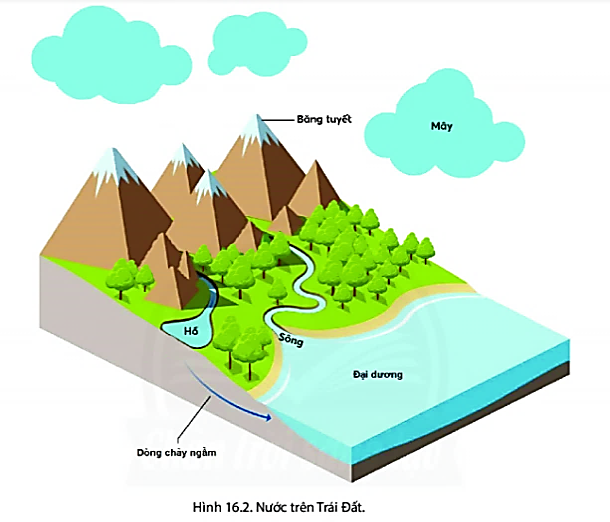 Băng tuyết
Mây
Hồ
Sông
Đại dương
Dòng chảy ngầm
Hình 16.2. Nước trên Trái Đất.